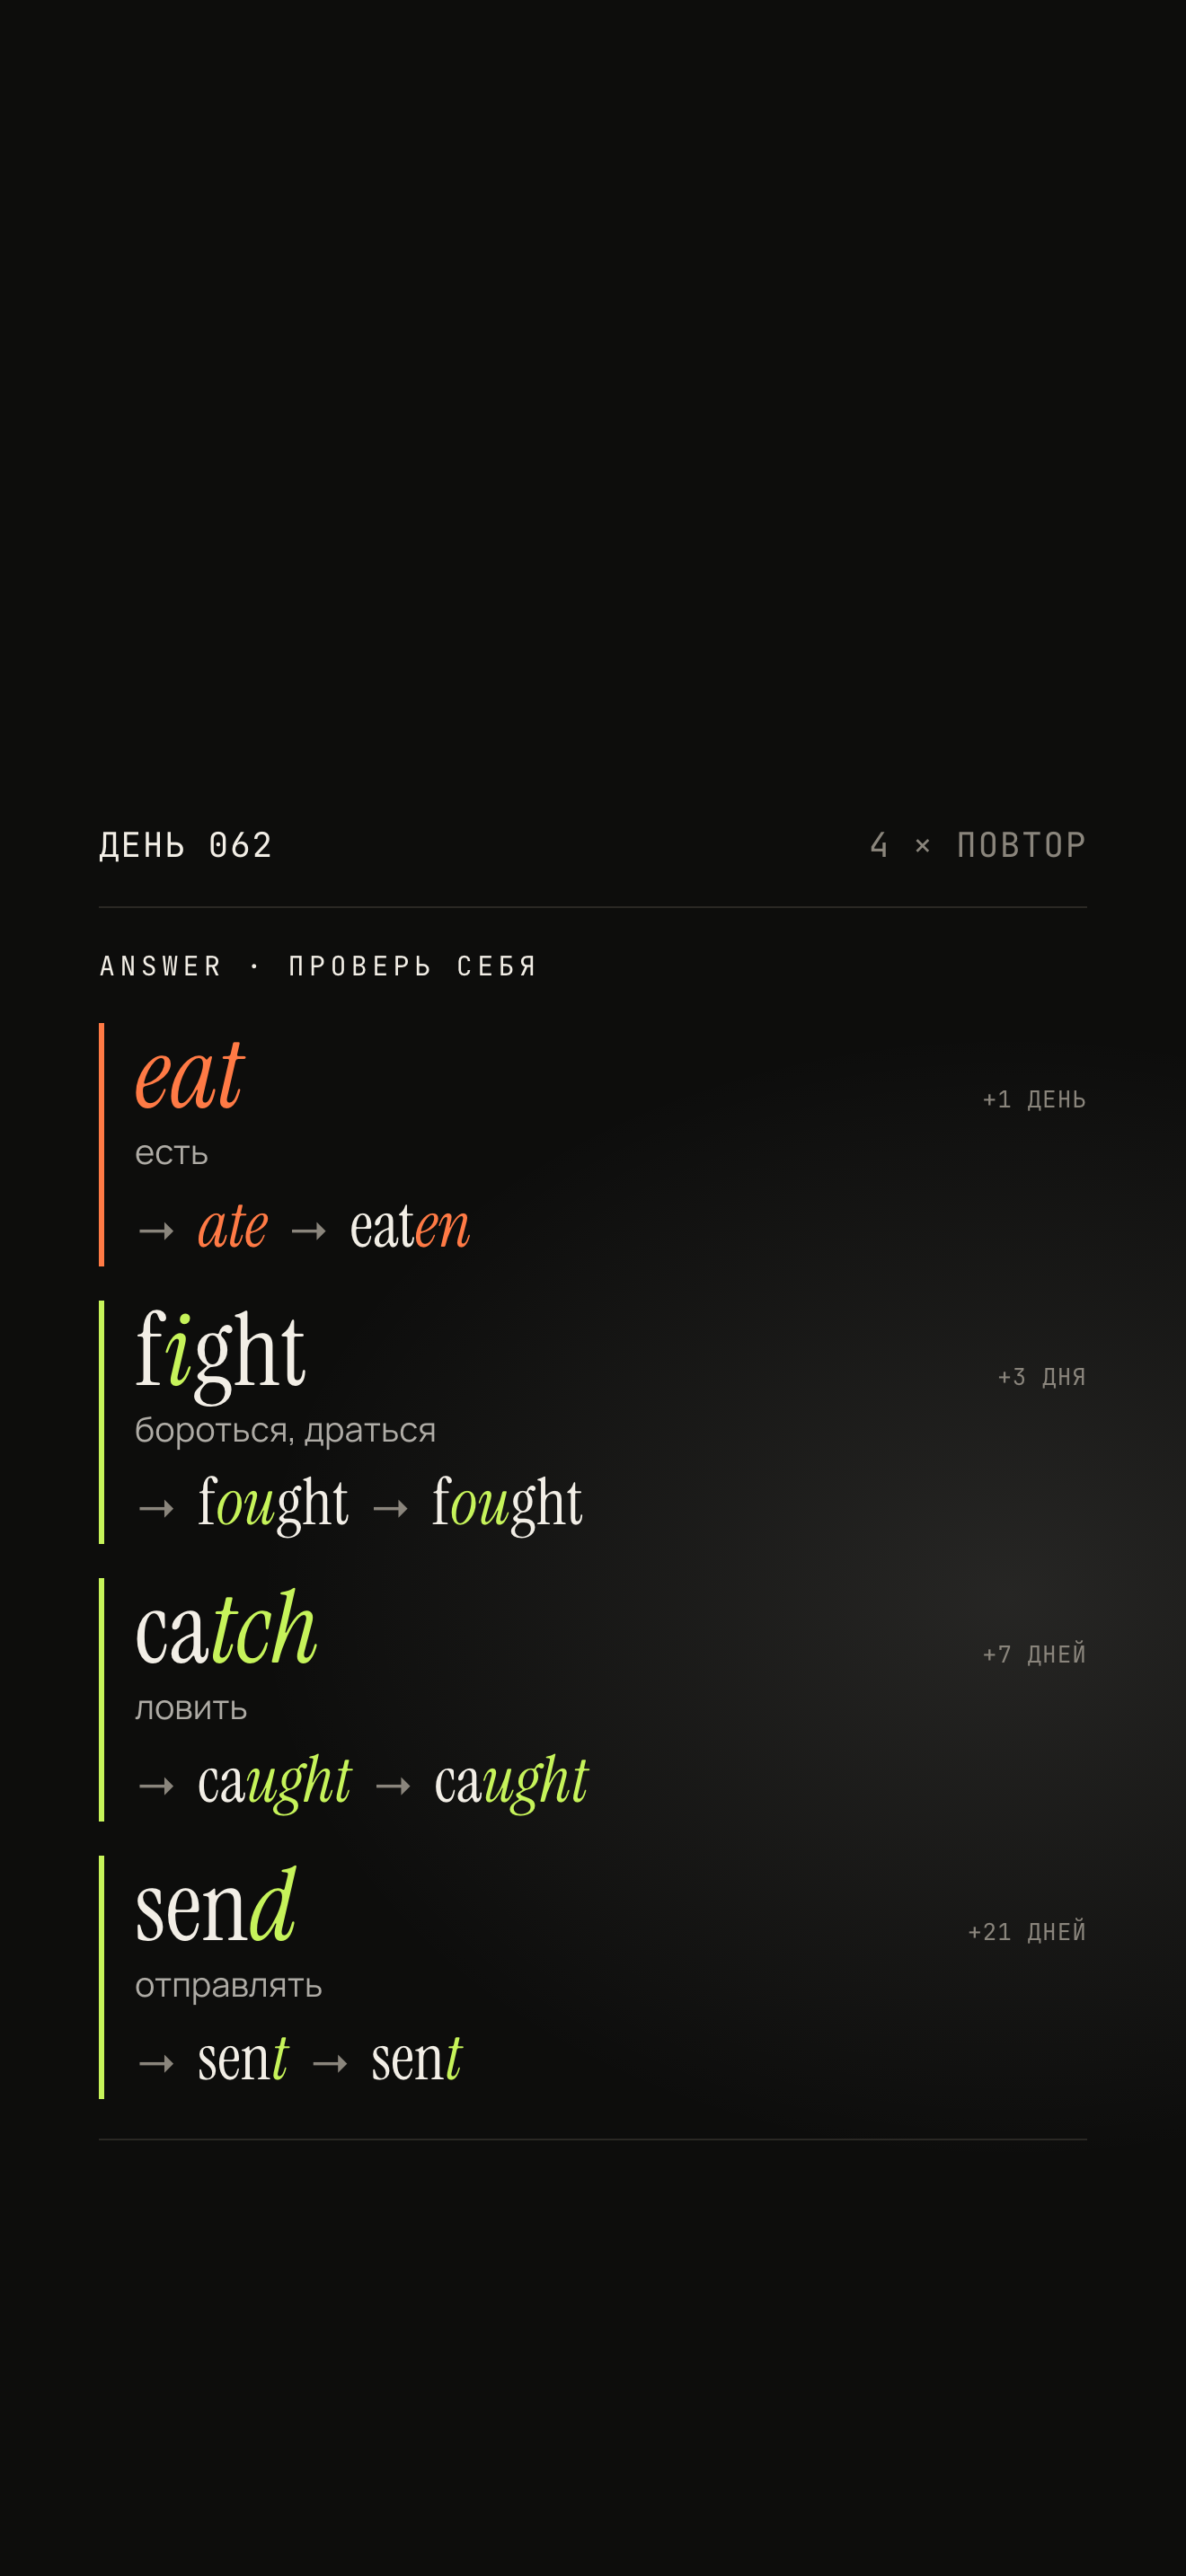 ДЕНЬ 062 4 × ПОВТОР
ANSWER · ПРОВЕРЬ СЕБЯ
eat
+1 ДЕНЬ
есть
→ ate → eaten
fight
+3 ДНЯ
бороться, драться
→ fought → fought
catch
+7 ДНЕЙ
ловить
→ caught → caught
send
+21 ДНЕЙ
отправлять
→ sent → sent